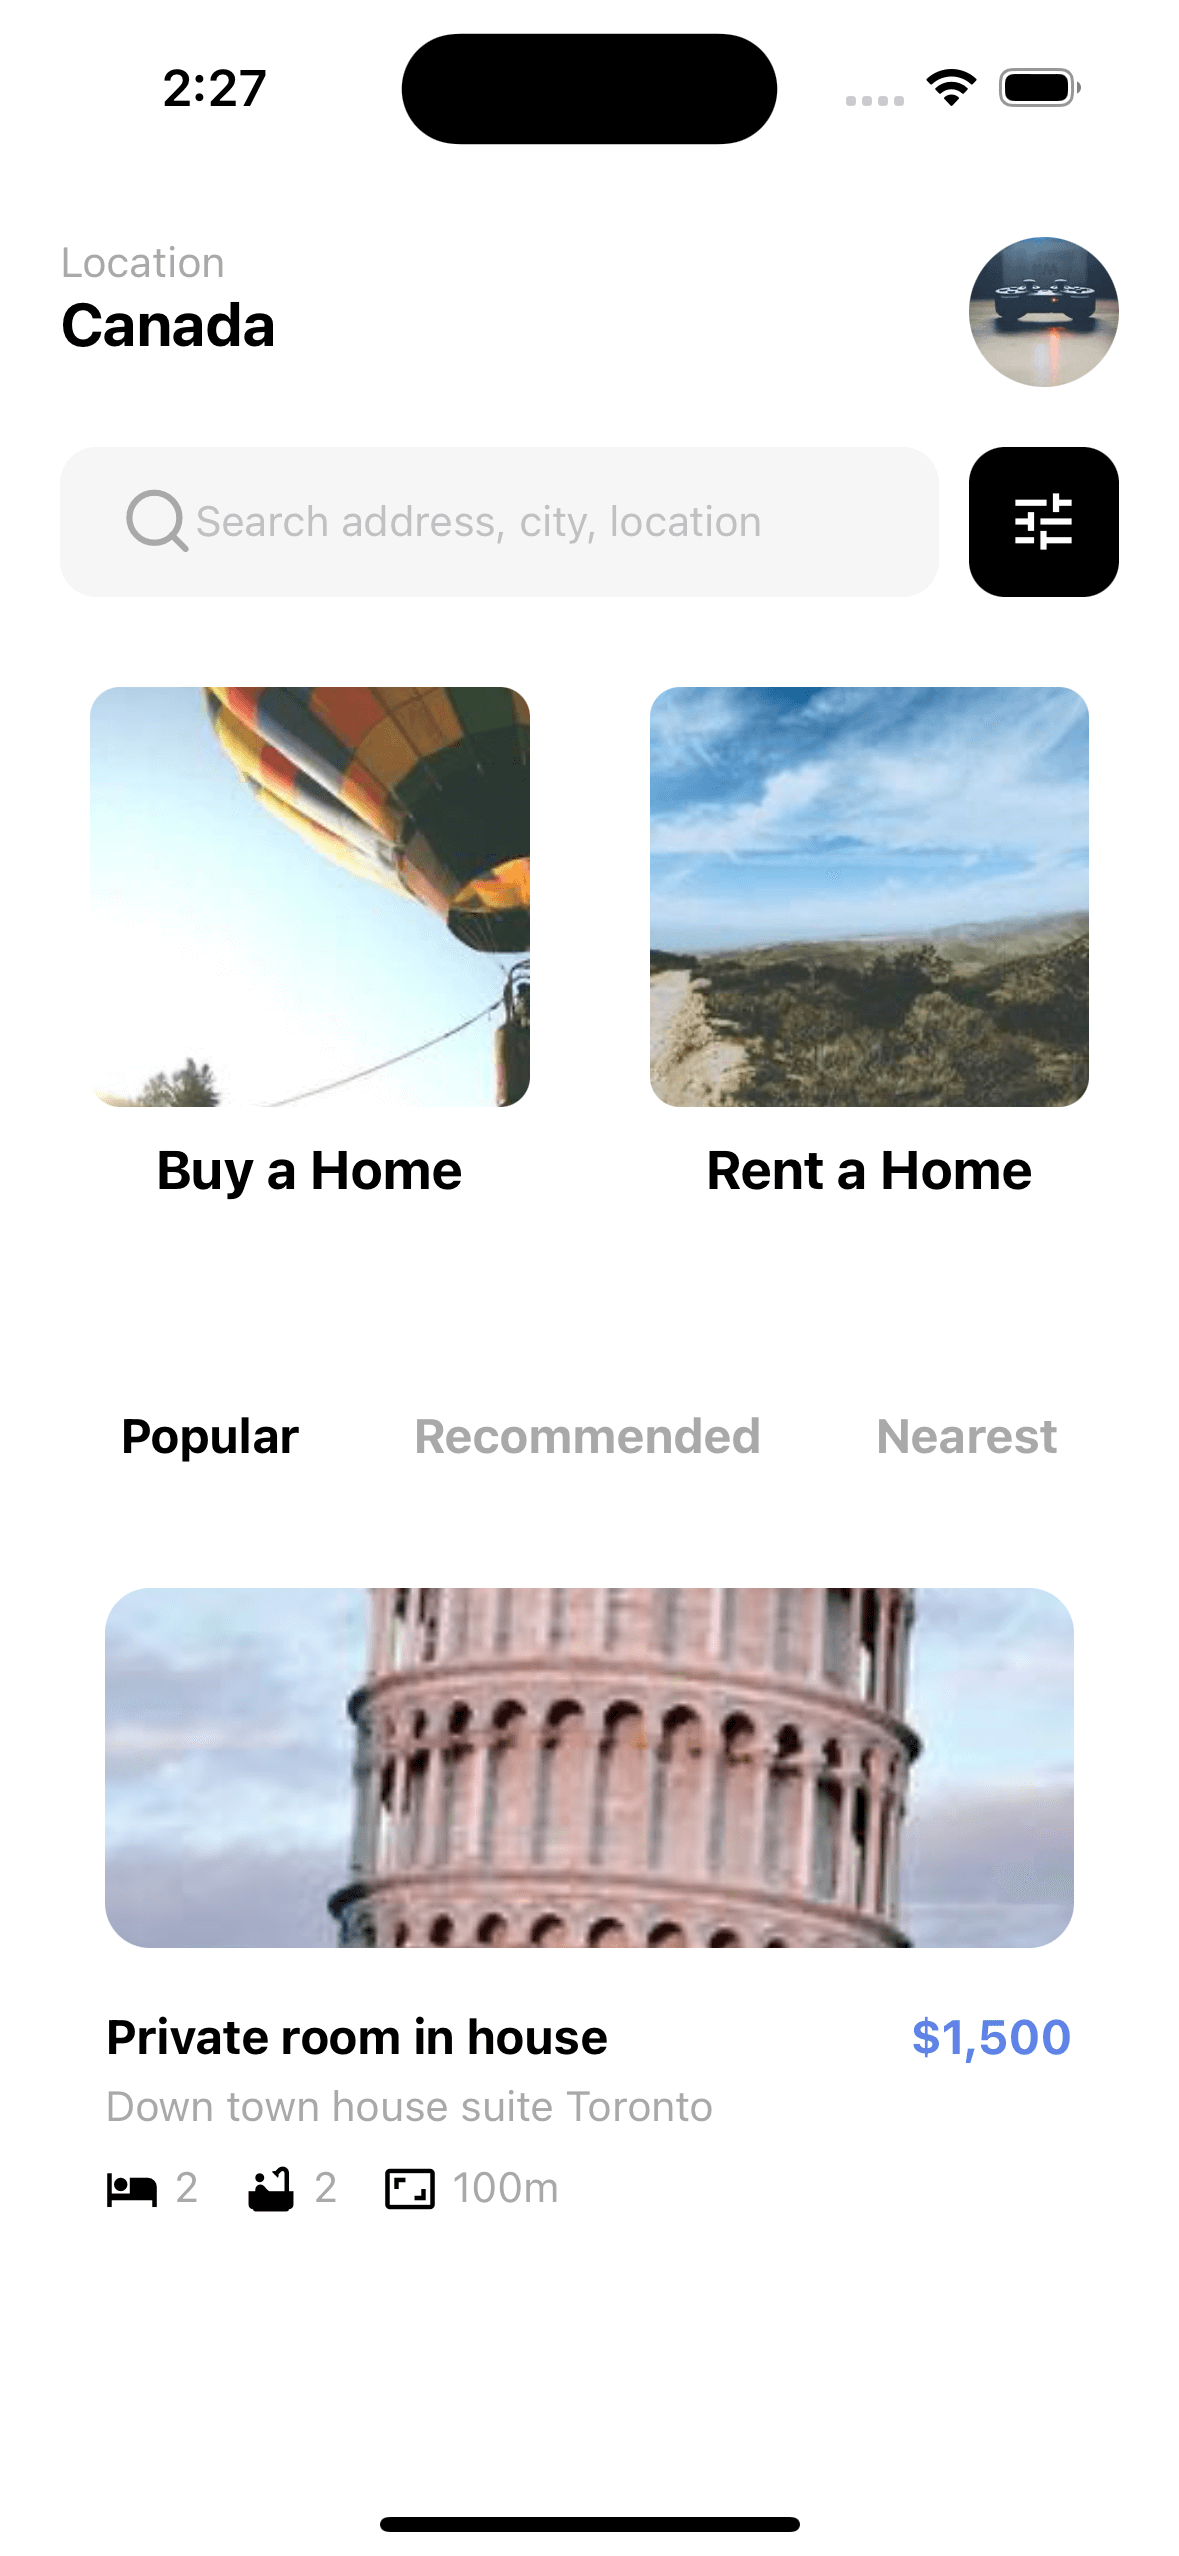 2:27
Location
Canada
Search address, city, location
Buy a Home
Rent a Home
Popular
Recommended
Nearest
Private room in house
$1,500
Down town house suite Toronto
2
2
100m